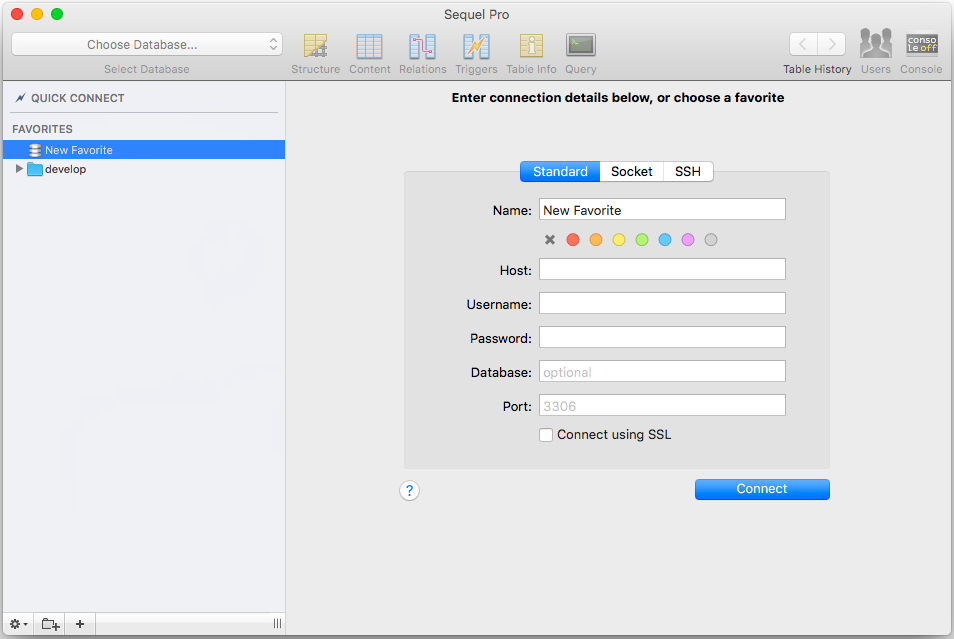 Sequel Pro
Choose Database...
Select Database
Structure
Content
Relations
Triggers
Table Info
Query
Table History
Users
conso
le off
Console
QUICK CONNECT
FAVORITES
New Favorite
develop
Enter connection details below, or choose a favorite
Standard
Socket
SSH
Name: New Favorite
Host:
Username:
Password:
Database: optional
Port: 3306
Connect using SSL
?
Connect